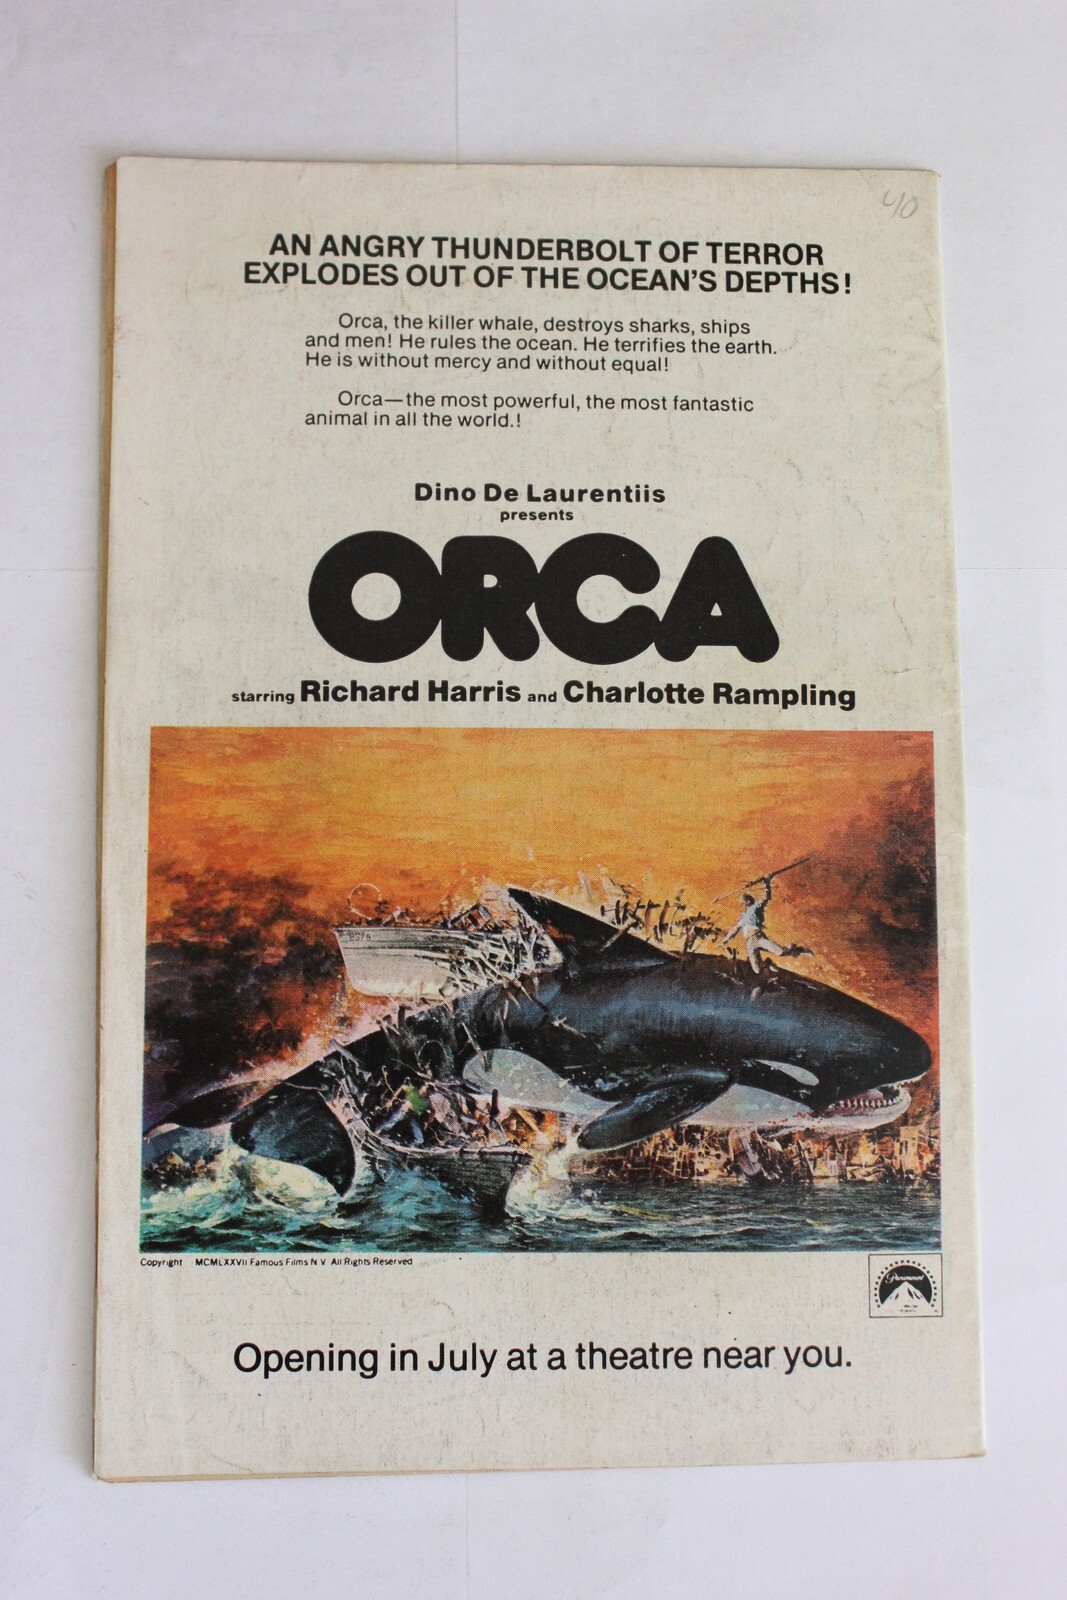 40
AN ANGRY THUNDERBOLT OF TERROR
EXPLODES OUT OF THE OCEAN'S DEPTHS!
Orca, the killer whale, destroys sharks, ships
and men! He rules the ocean. He terrifies the earth.
He is without mercy and without equal!
Orca—the most powerful, the most fantastic
animal in all the world.!
Dino De Laurentiis
presents
ORCA
starring Richard Harris and Charlotte Rampling
Copyright MCMLXXVII Famous Films N V All Rights Reserved
Paramount
Opening in July at a theatre near you.